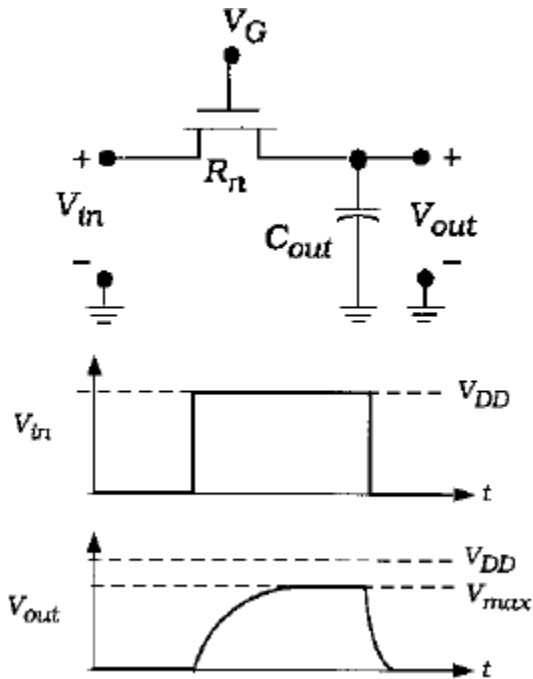 V_G
+ +
R_n
V_in C_out V_out
- -
V_DD
V_in
t
V_DD
V_max
V_out
t